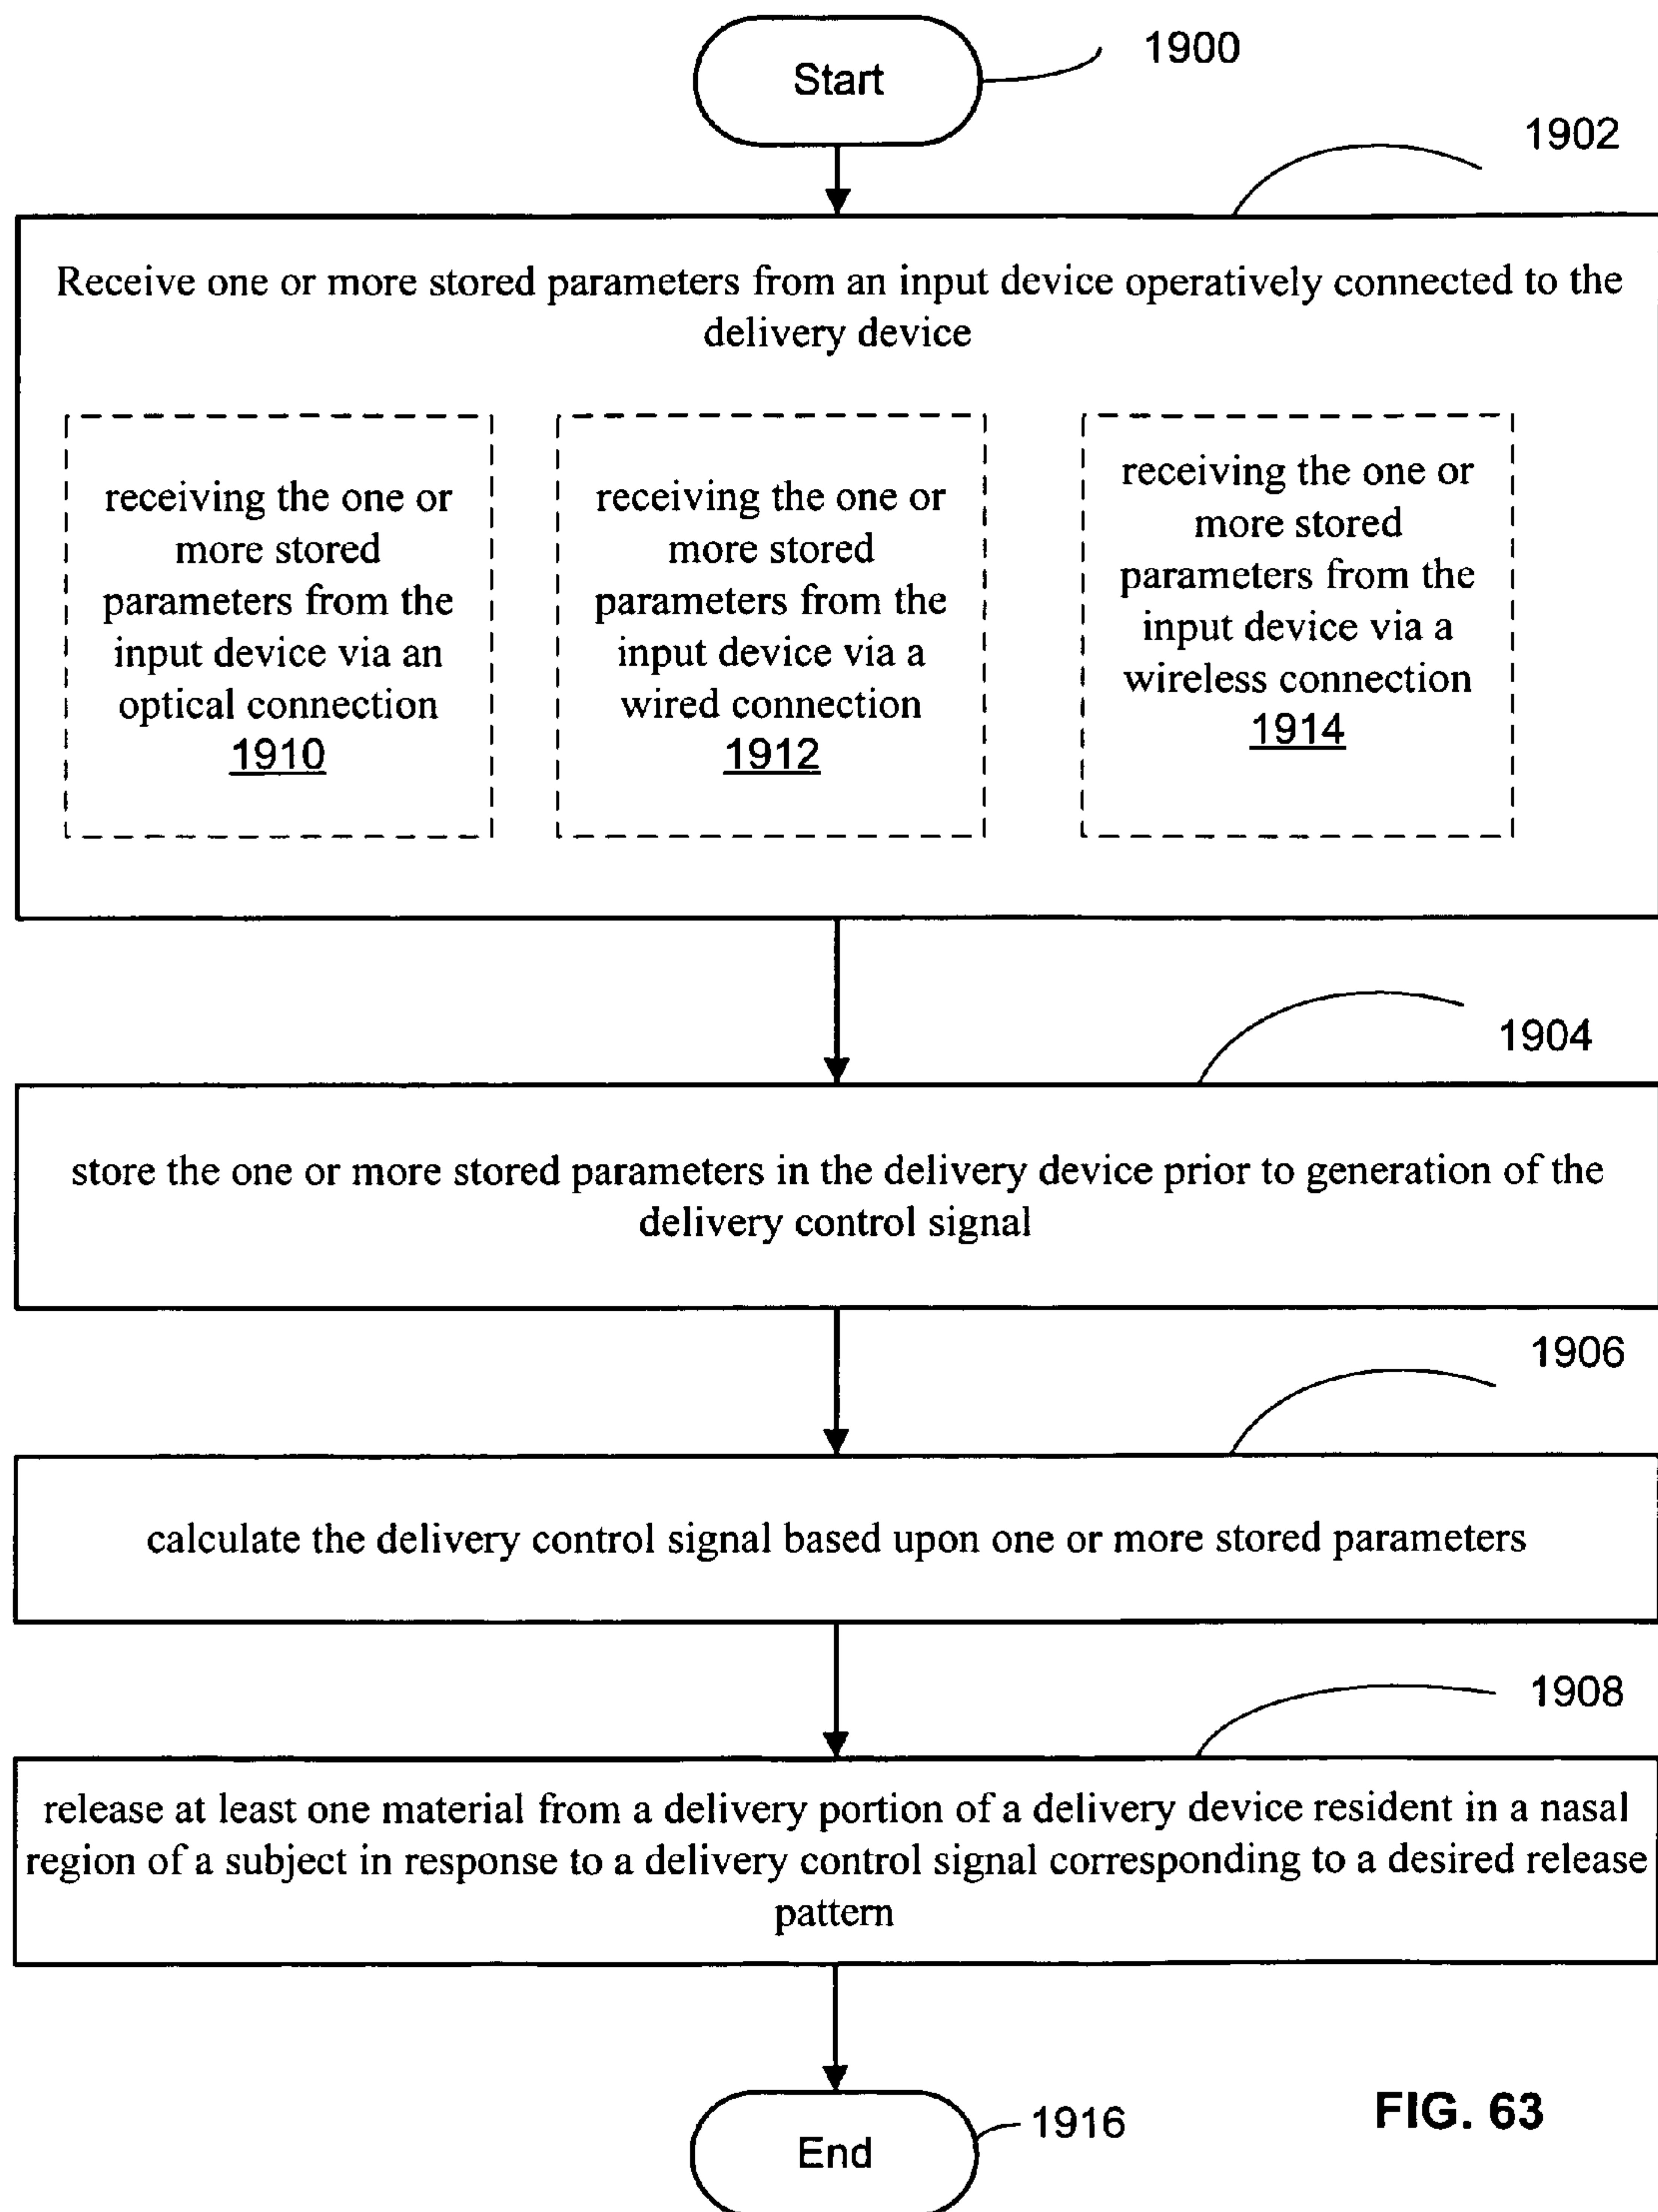 Start
1900
1902
Receive one or more stored parameters from an input device operatively connected to the
delivery device
receiving the one or
more stored
parameters from the
input device via an
optical connection
1910
receiving the one or
more stored
parameters from the
input device via a
wired connection
1912
receiving the one or
more stored
parameters from the
input device via a
wireless connection
1914
1904
store the one or more stored parameters in the delivery device prior to generation of the
delivery control signal
1906
calculate the delivery control signal based upon one or more stored parameters
1908
release at least one material from a delivery portion of a delivery device resident in a nasal
region of a subject in response to a delivery control signal corresponding to a desired release
pattern
End
1916
FIG. 63